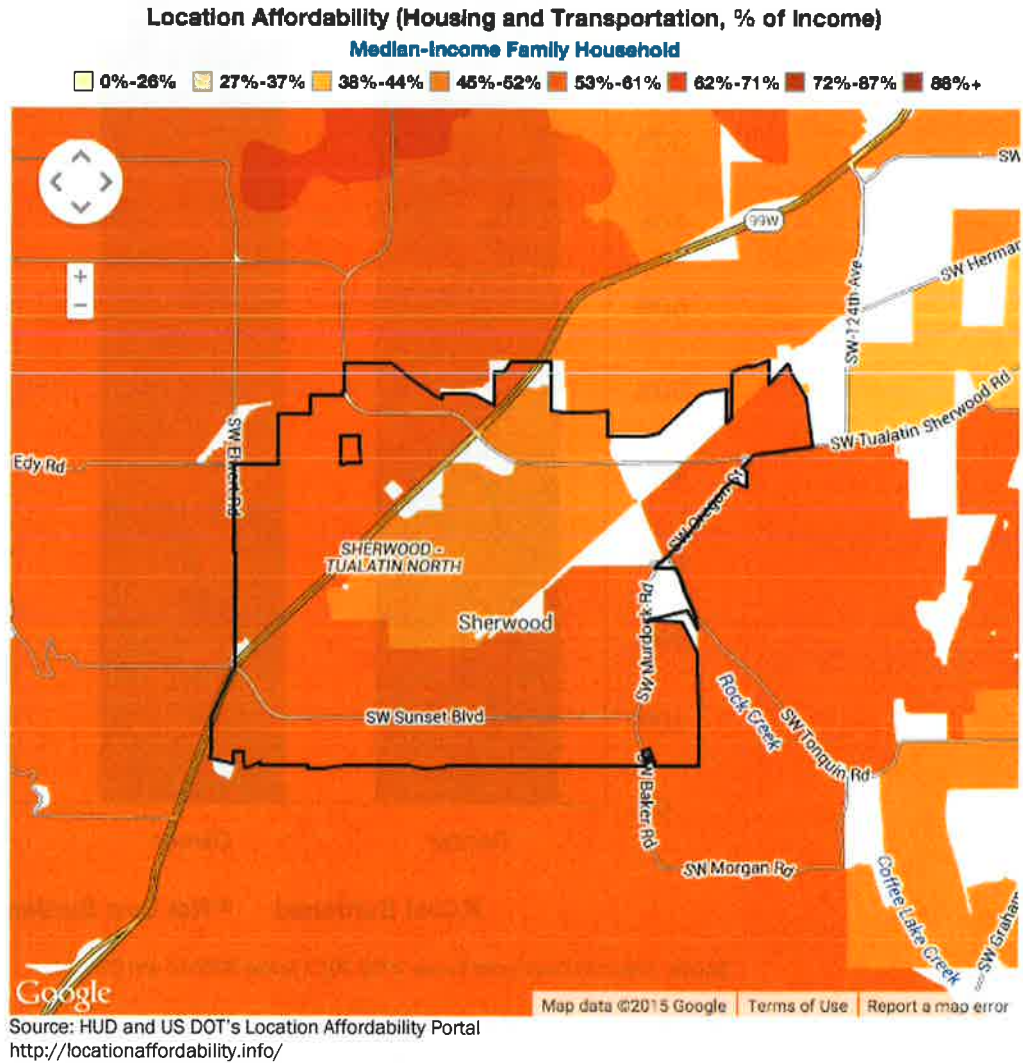 Location Affordability (Housing and Transportation, % of Income)
Median-Income Family Household
0%-26% 27%-37% 38%-44% 45%-52% 53%-61% 62%-71% 72%-87% 88%+
SW
99W
SW Herman
SW 124th Ave
SW Tualatin Sherwood Rd
SW Elwert Rd
Edy Rd
SW Oregon St
SHERWOOD -
TUALATIN NORTH
Sherwood
SW Murdock Rd
SW Sunset Blvd
Rock Creek
SW Tonquin Rd
SW Baker Rd
SW Morgan Rd
Coffee Lake Creek
SW Graham
Google
Map data ©2015 Google
Terms of Use
Report a map error
Source: HUD and US DOT's Location Affordability Portal
http://locationaffordability.info/